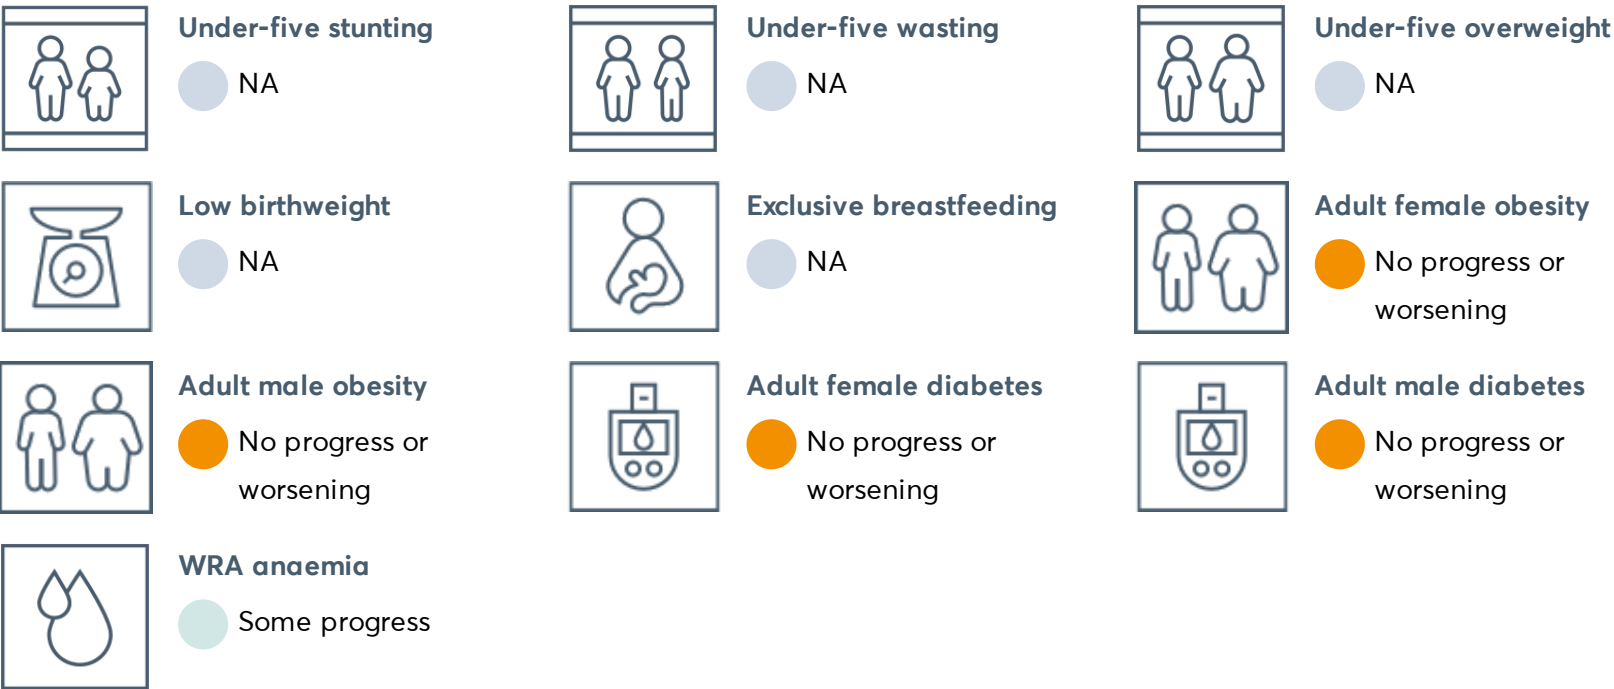 Under-five stunting
NA
Under-five wasting
NA
Under-five overweight
NA
Low birthweight
NA
Exclusive breastfeeding
NA
Adult female obesity
No progress or
worsening
Adult male obesity
No progress or
worsening
Adult female diabetes
No progress or
worsening
Adult male diabetes
No progress or
worsening
WRA anaemia
Some progress